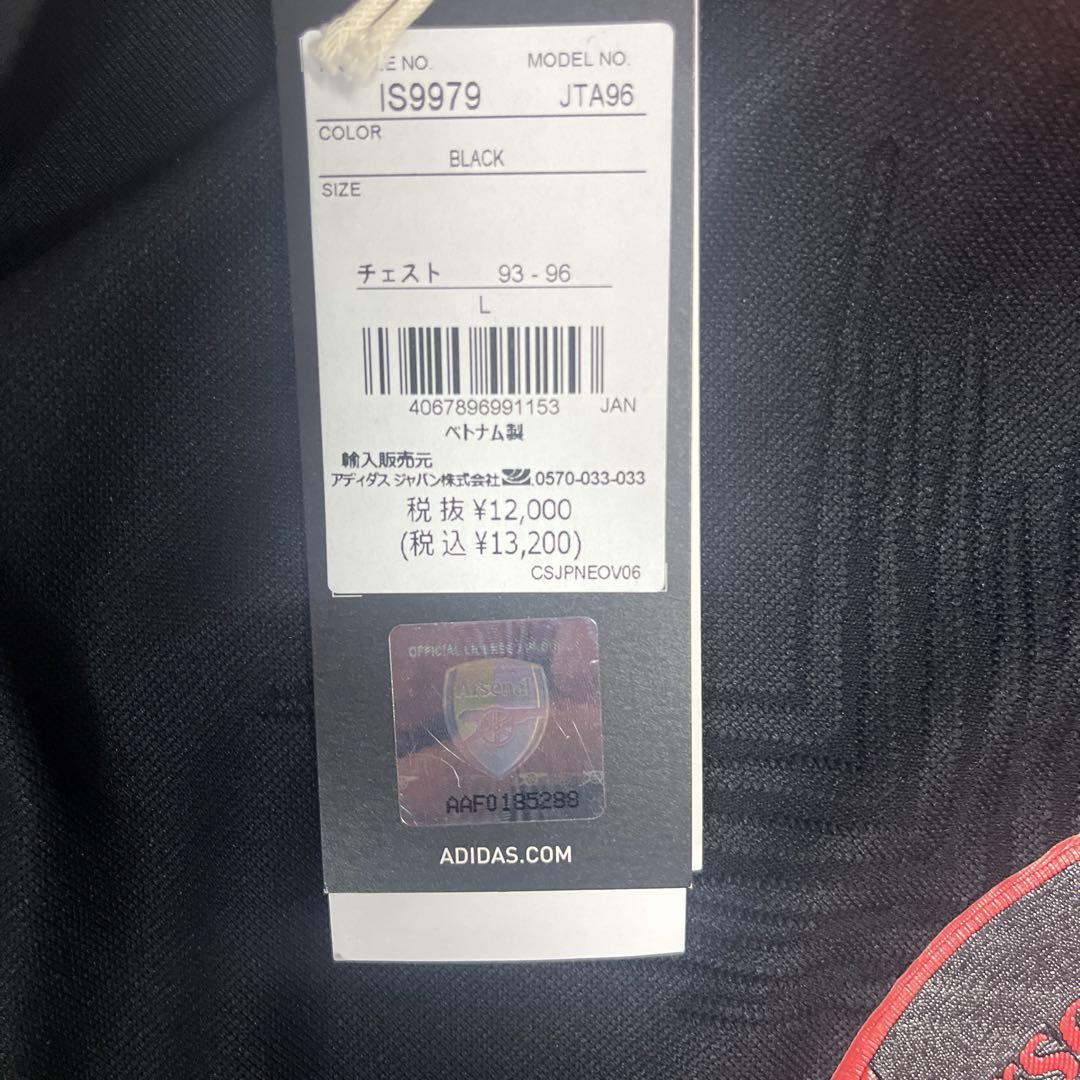 NO.
MODEL NO.
IS9979
JTA96
COLOR
BLACK
SIZE
チェスト 93 - 96
L
4067896991153 JAN
ベトナム製
輸入販売元
アディダス ジャパン株式会社 0570-033-033
税抜 ¥12,000
(税込 ¥13,200)
CSJPNEOV06
OFFICIAL
Arsenal
AAF0185288
ADIDAS.COM